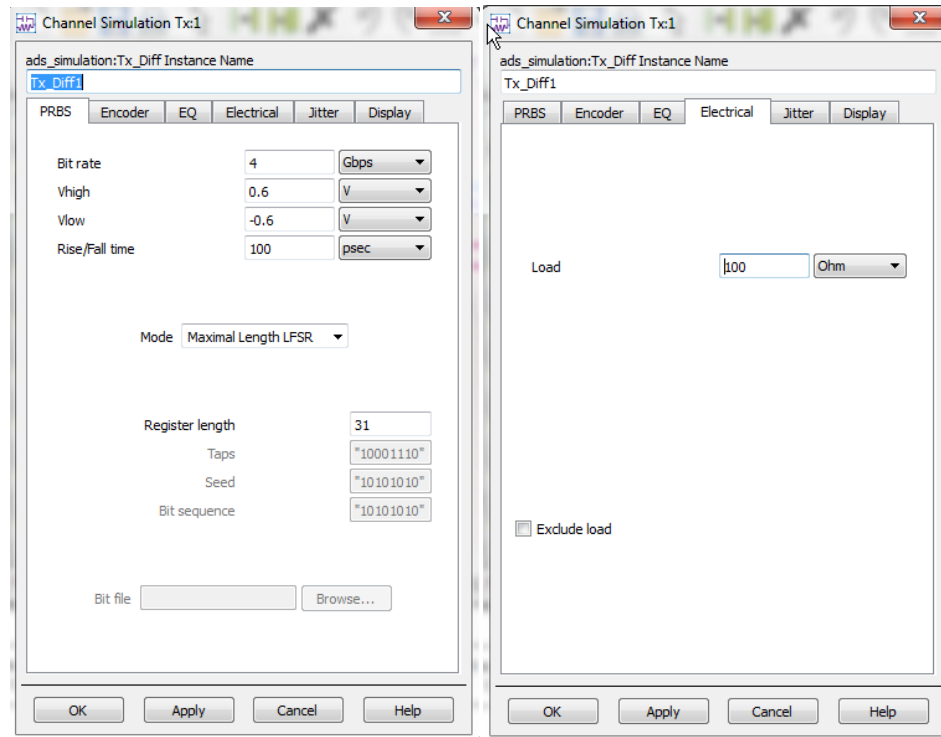 Channel Simulation Tx:1
ads_simulation:Tx_Diff Instance Name
Tx_Diff1
PRBS Encoder EQ Electrical Jitter Display
Bit rate 4 Gbps
Vhigh 0.6 V
Vlow -0.6 V
Rise/Fall time 100 psec
Mode Maximal Length LFSR
Register length 31
Taps "10001110"
Seed "10101010"
Bit sequence "10101010"
Bit file Browse...
OK Apply Cancel Help
Channel Simulation Tx:1
ads_simulation:Tx_Diff Instance Name
Tx_Diff1
PRBS Encoder EQ Electrical Jitter Display
Load 100 Ohm
Exclude load
OK Apply Cancel Help